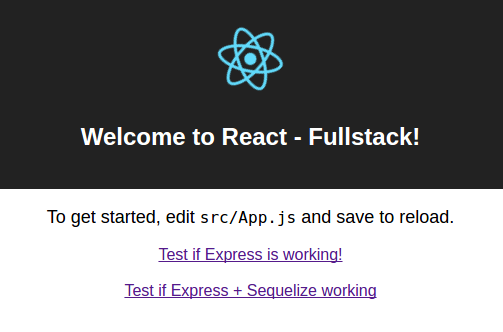 Welcome to React - Fullstack!
To get started, edit src/App.js and save to reload.
Test if Express is working!
Test if Express + Sequelize working